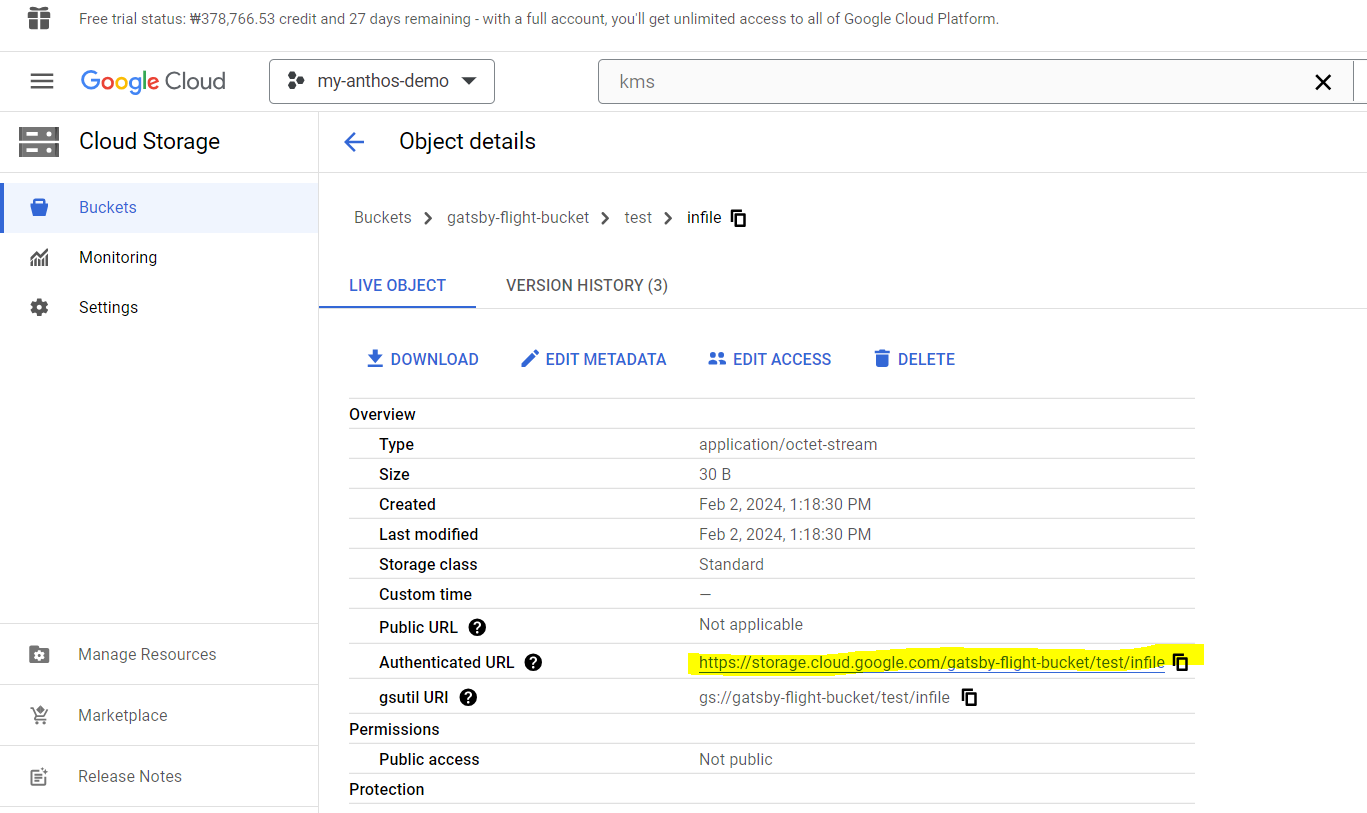 Free trial status: ₩378,766.53 credit and 27 days remaining - with a full account, you'll get unlimited access to all of Google Cloud Platform.
Google Cloud my-anthos-demo kms
Cloud Storage
Object details
Buckets
Monitoring
Settings
Buckets gatsby-flight-bucket test infile
LIVE OBJECT VERSION HISTORY (3)
DOWNLOAD EDIT METADATA EDIT ACCESS DELETE
Overview
Type application/octet-stream
Size 30 B
Created Feb 2, 2024, 1:18:30 PM
Last modified Feb 2, 2024, 1:18:30 PM
Storage class Standard
Custom time —
Public URL ? Not applicable
Authenticated URL ? https://storage.cloud.google.com/gatsby-flight-bucket/test/infile
gsutil URI ? gs://gatsby-flight-bucket/test/infile
Permissions
Public access Not public
Protection
Manage Resources
Marketplace
Release Notes